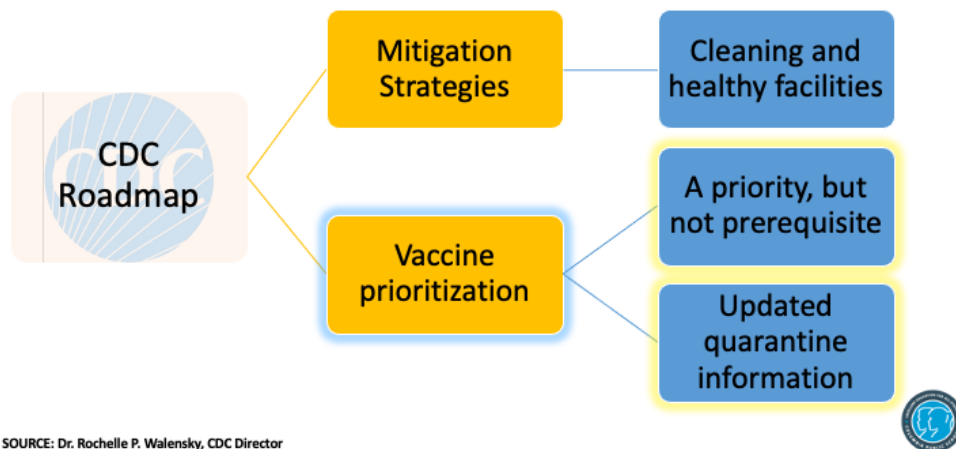 Mitigation
Strategies
Cleaning and
healthy facilities
CDC
CDC
Roadmap
A priority, but
not prerequisite
Vaccine
prioritization
Updated
quarantine
information
SOURCE: Dr. Rochelle P. Walensky, CDC Director